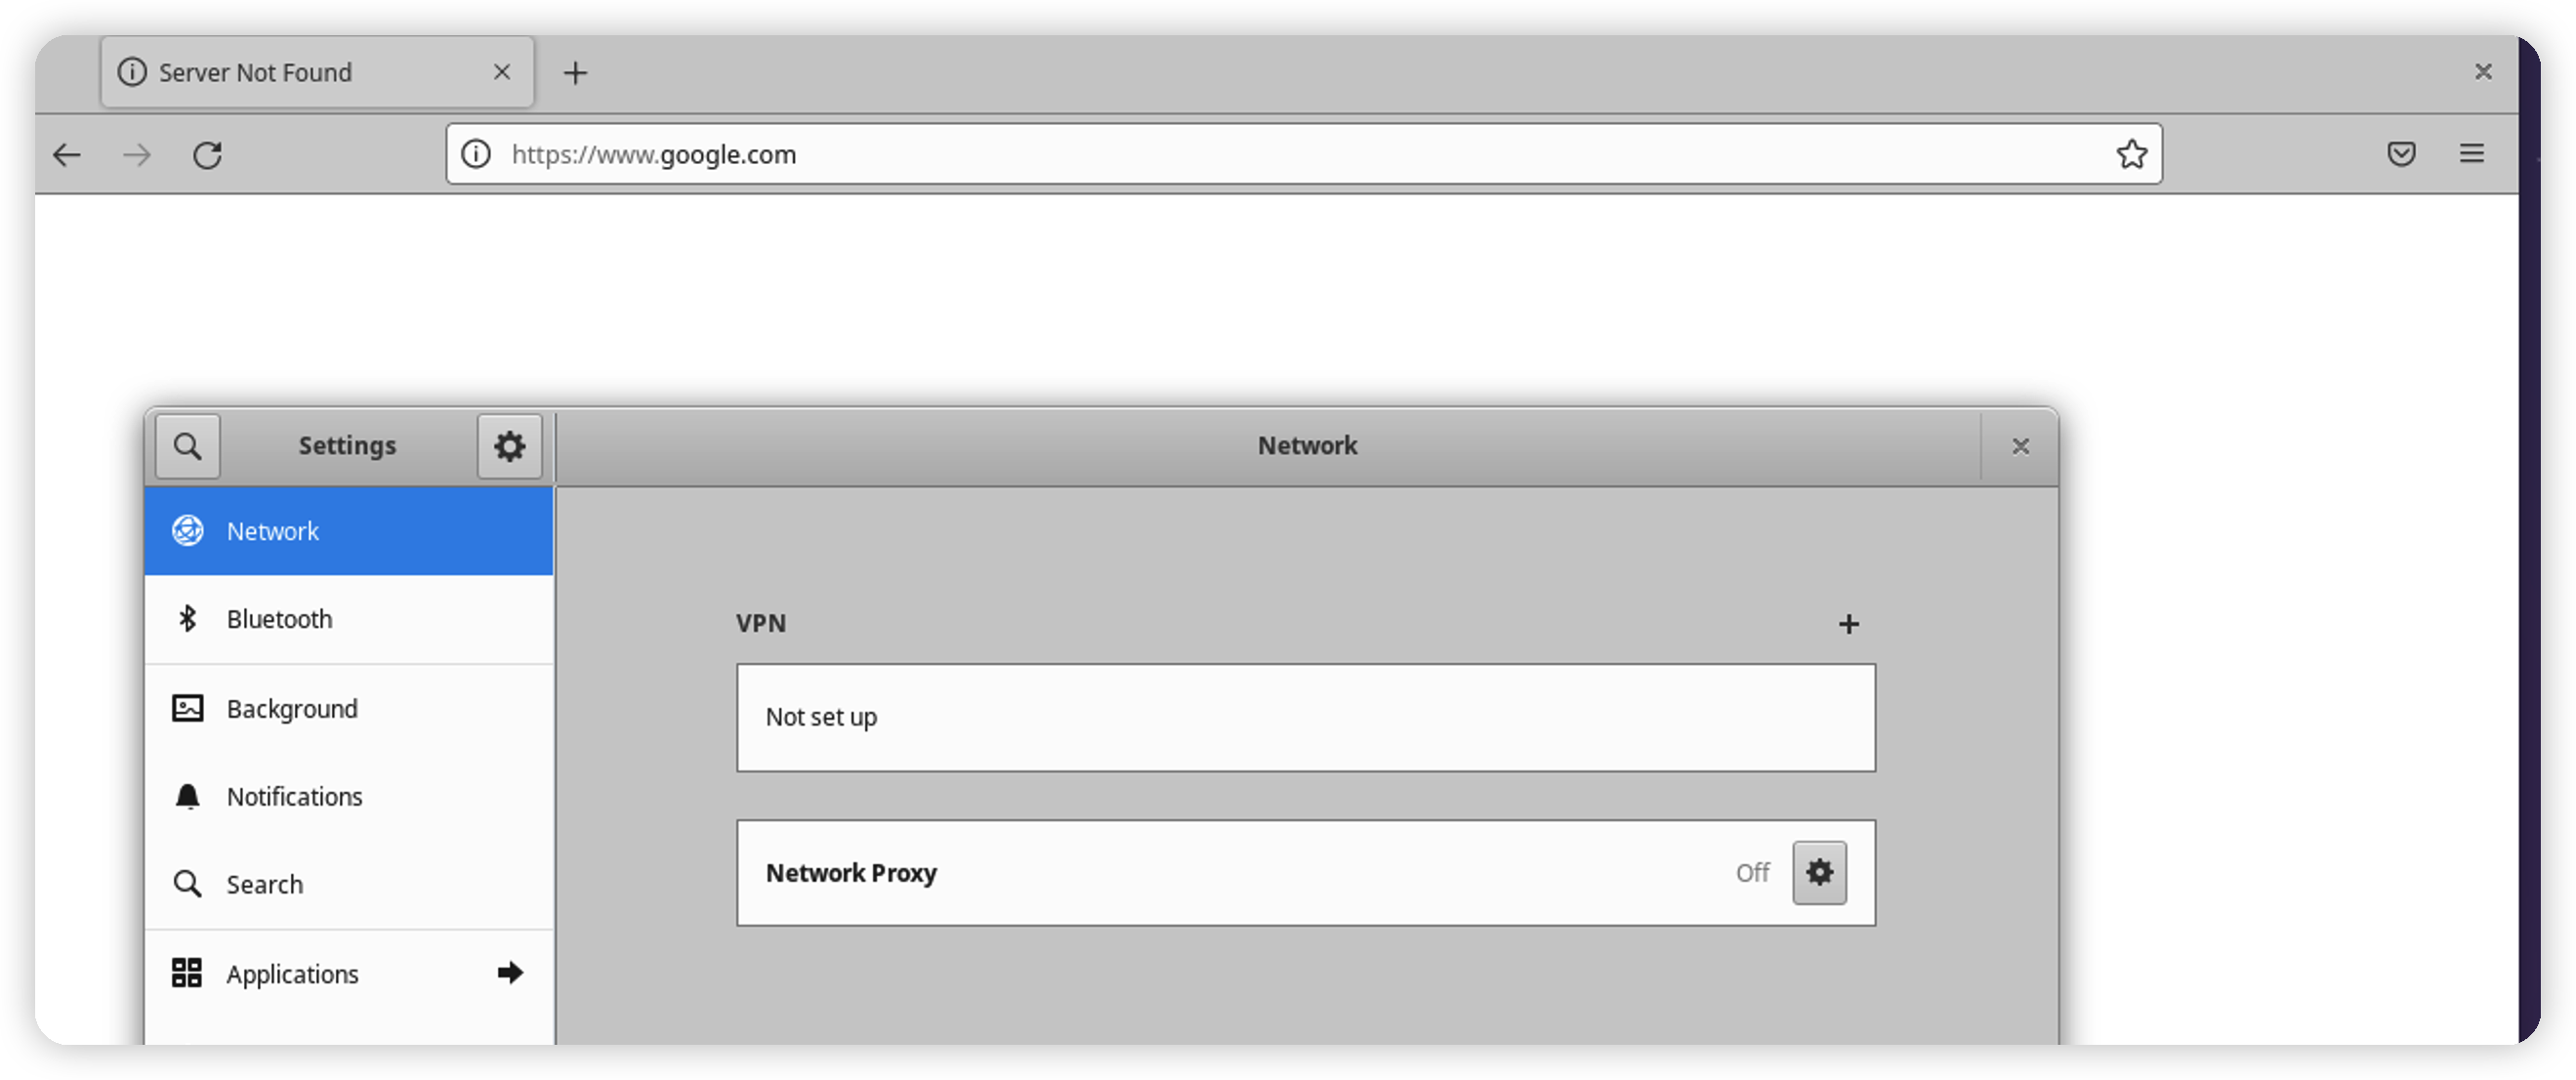 Server Not Found
https://www.google.com
Settings
Network
Network
Bluetooth
Background
Notifications
Search
Applications
VPN
Not set up
Network Proxy Off